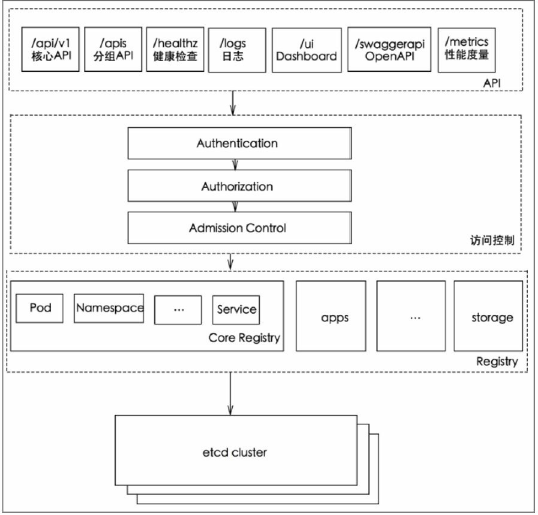 /api/v1
核心API
/apis
分组API
/healthz
健康检查
/logs
日志
/ui
Dashboard
/swaggerapi
OpenAPI
/metrics
性能度量
API
Authentication
Authorization
Admission Control
访问控制
Pod
Namespace
...
Service
Core Registry
apps
...
storage
Registry
etcd cluster